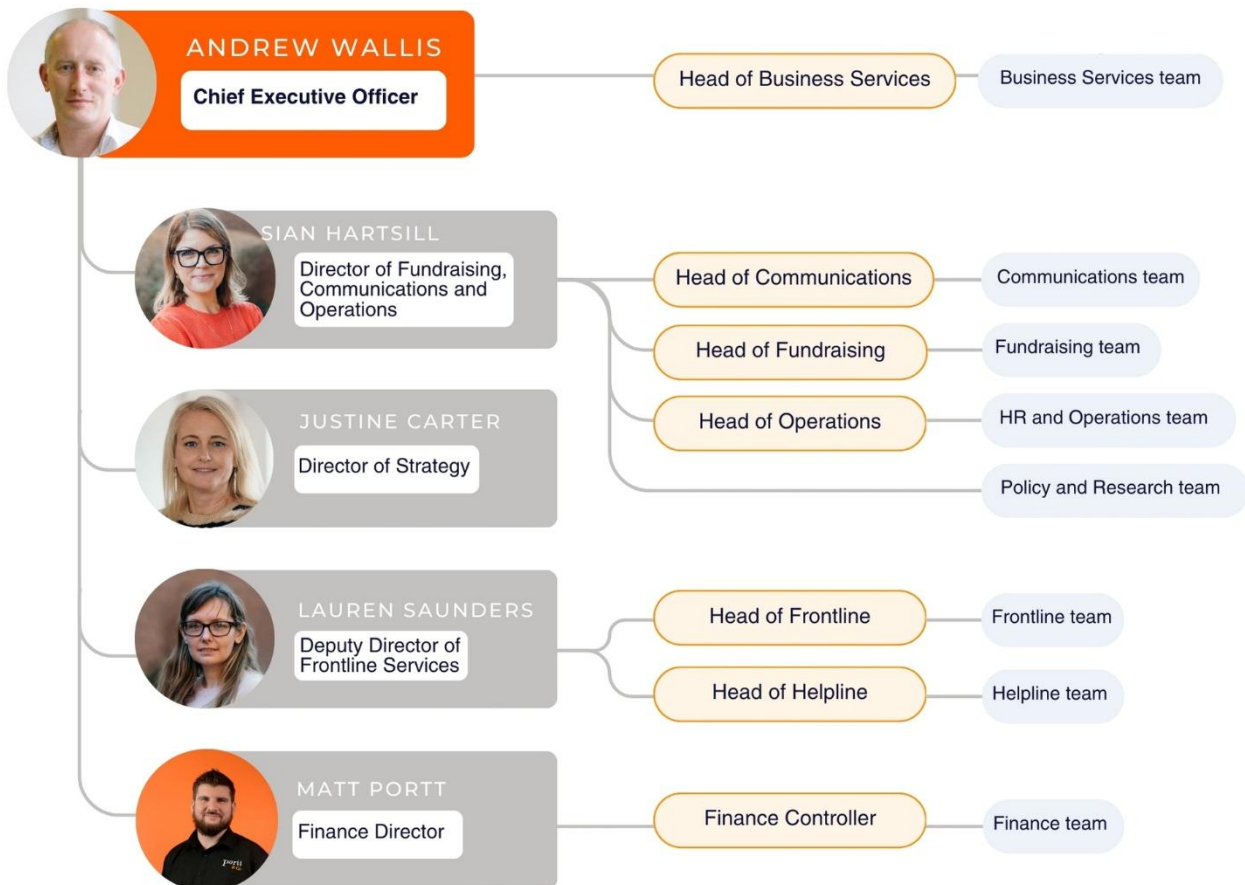 ANDREW WALLIS
Chief Executive Officer
Head of Business Services
Business Services team
SIAN HARTSILL
Director of Fundraising,
Communications and
Operations
Head of Communications
Communications team
Head of Fundraising
Fundraising team
Head of Operations
HR and Operations team
Policy and Research team
JUSTINE CARTER
Director of Strategy
LAUREN SAUNDERS
Deputy Director of
Frontline Services
Head of Frontline
Frontline team
Head of Helpline
Helpline team
MATT PORTT
Finance Director
Finance Controller
Finance team
portt